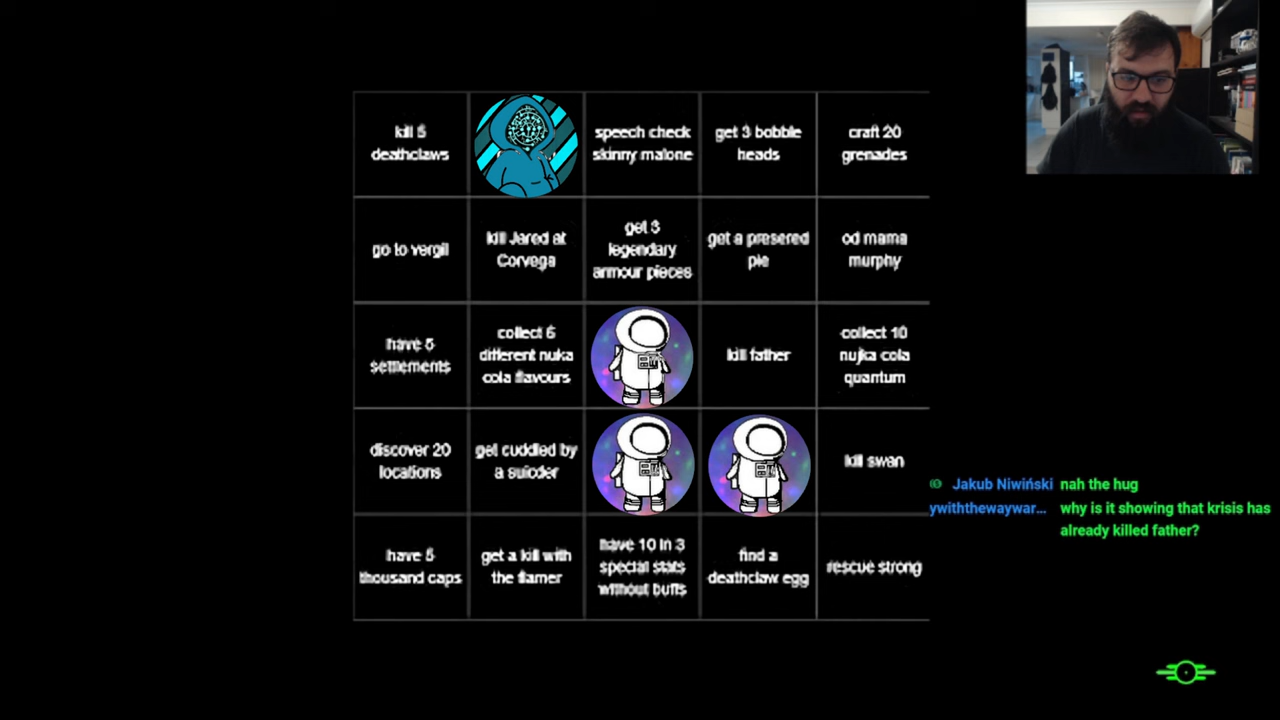 kill 5
deathclaws
speech check
skinny malone
get 3 bobble
heads
craft 20
grenades
go to vergil
kill Jared at
Corvega
get 3
legendary
armour pieces
get a presered
pie
od mama
murphy
have 5
settlements
collect 6
different nuka
cola flavours
kill father
collect 10
nujka cola
quantum
discover 20
locations
get cuddled by
a suicder
kill swan
have 5
thousand caps
get a kill with
the flamer
have 10 in 3
special stats
without buffs
find a
deathclaw egg
rescue strong
Jakub Niwiński nah the hug
ywiththewaywar... why is it showing that krisis has
already killed father?